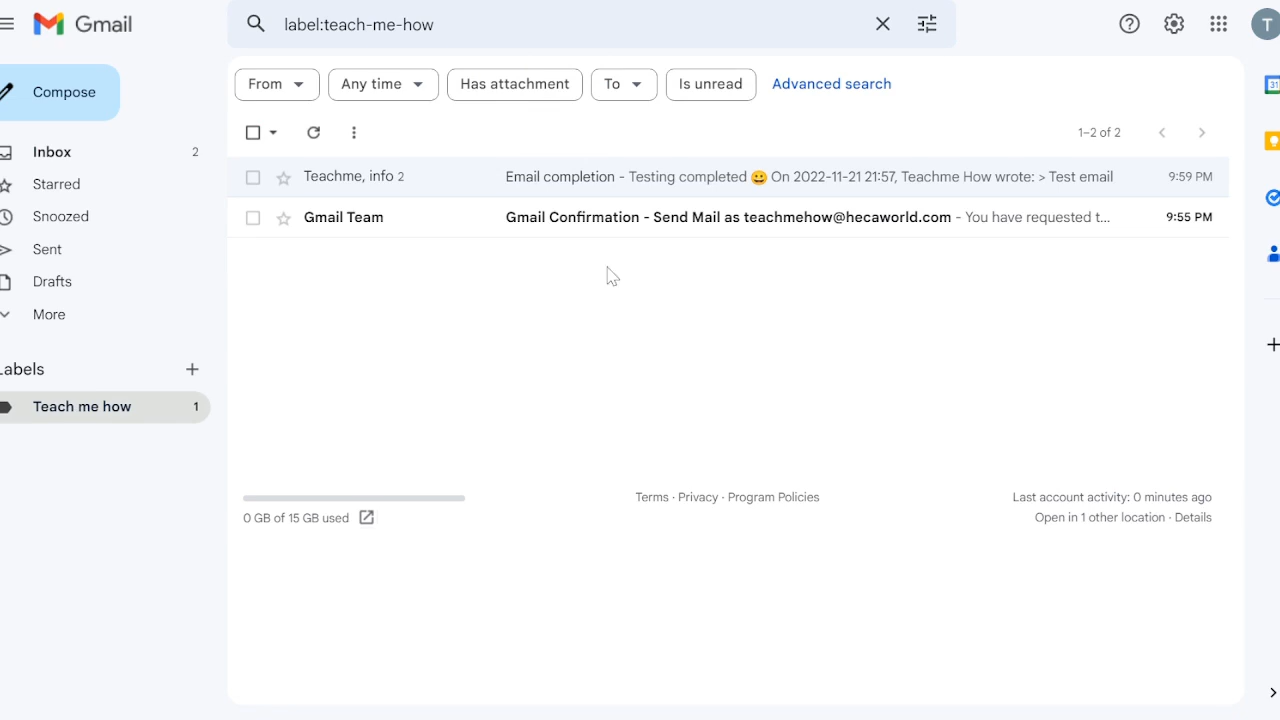 Gmail
label:teach-me-how
T
Compose
From
Any time
Has attachment
To
Is unread
Advanced search
1–2 of 2
Inbox 2
Starred
Snoozed
Sent
Drafts
More
Labels
Teach me how 1
Teachme, info 2 Email completion - Testing completed 😀 On 2022-11-21 21:57, Teachme How wrote: > Test email 9:59 PM
Gmail Team Gmail Confirmation - Send Mail as teachmehow@hecaworld.com - You have requested t... 9:55 PM
0 GB of 15 GB used
Terms · Privacy · Program Policies
Last account activity: 0 minutes ago
Open in 1 other location · Details
31